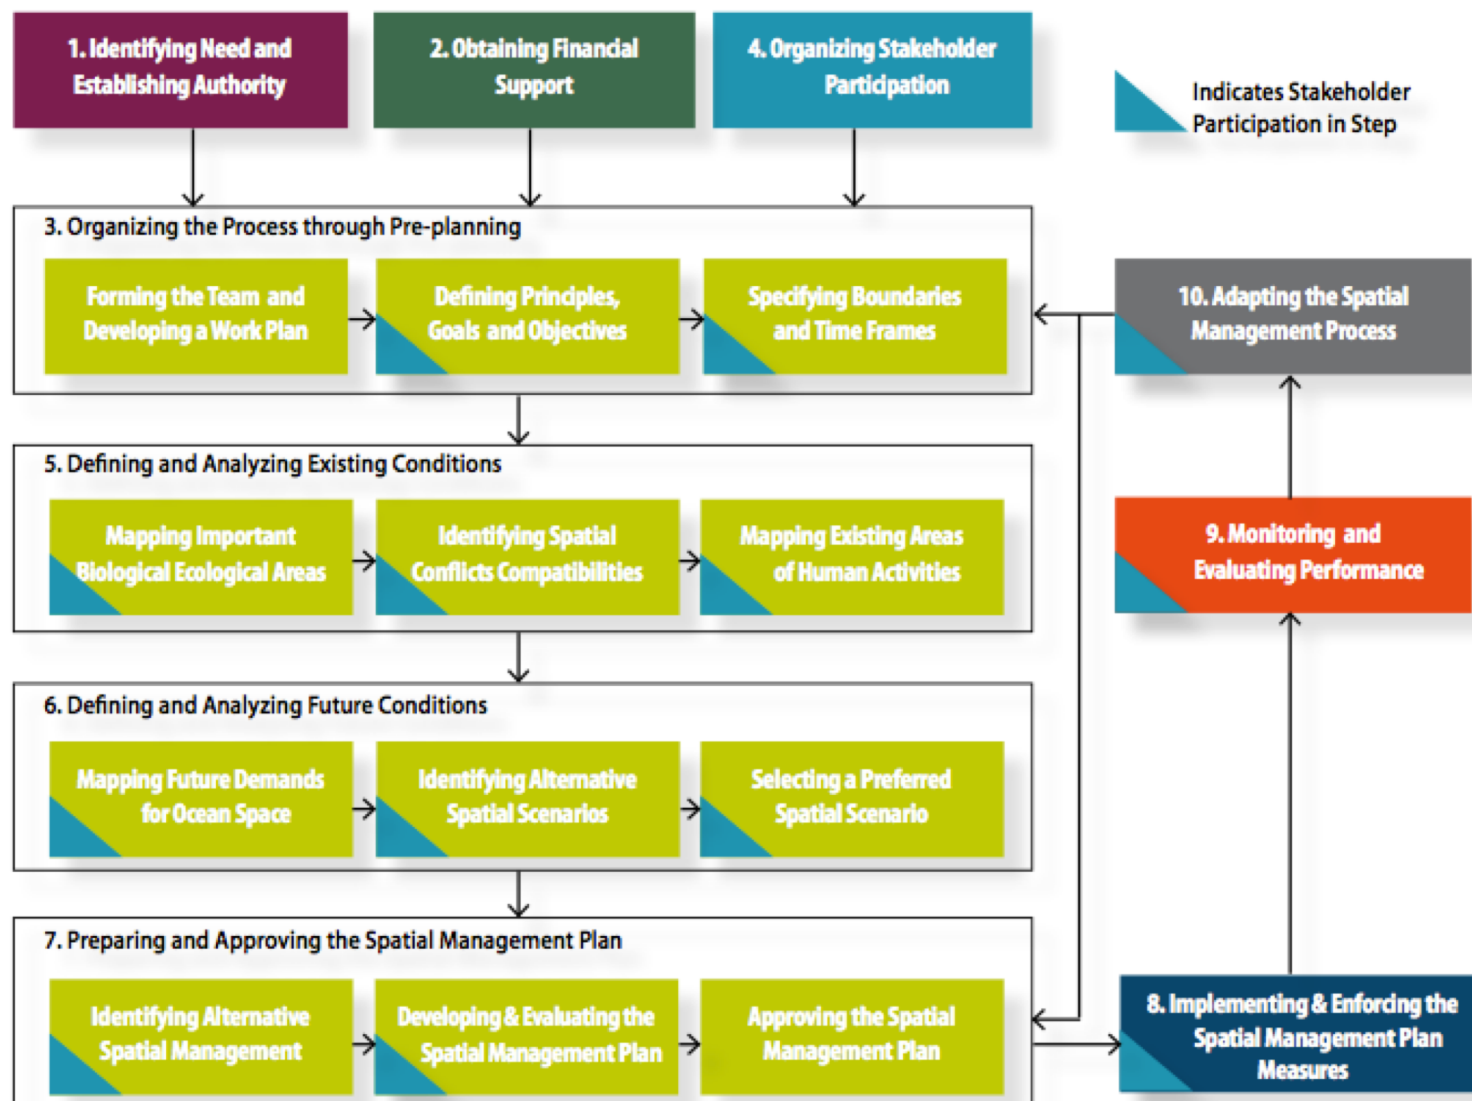 1. Identifying Need and
Establishing Authority
2. Obtaining Financial
Support
4. Organizing Stakeholder
Participation
Indicates Stakeholder
Participation in Step
3. Organizing the Process through Pre-planning
Forming the Team and
Developing a Work Plan
Defining Principles,
Goals and Objectives
Specifying Boundaries
and Time Frames
10. Adapting the Spatial
Management Process
5. Defining and Analyzing Existing Conditions
Mapping Important
Biological Ecological Areas
Identifying Spatial
Conflicts Compatibilities
Mapping Existing Areas
of Human Activities
9. Monitoring and
Evaluating Performance
6. Defining and Analyzing Future Conditions
Mapping Future Demands
for Ocean Space
Identifying Alternative
Spatial Scenarios
Selecting a Preferred
Spatial Scenario
7. Preparing and Approving the Spatial Management Plan
Identifying Alternative
Spatial Management
Developing & Evaluating the
Spatial Management Plan
Approving the Spatial
Management Plan
8. Implementing & Enforcing the
Spatial Management Plan
Measures